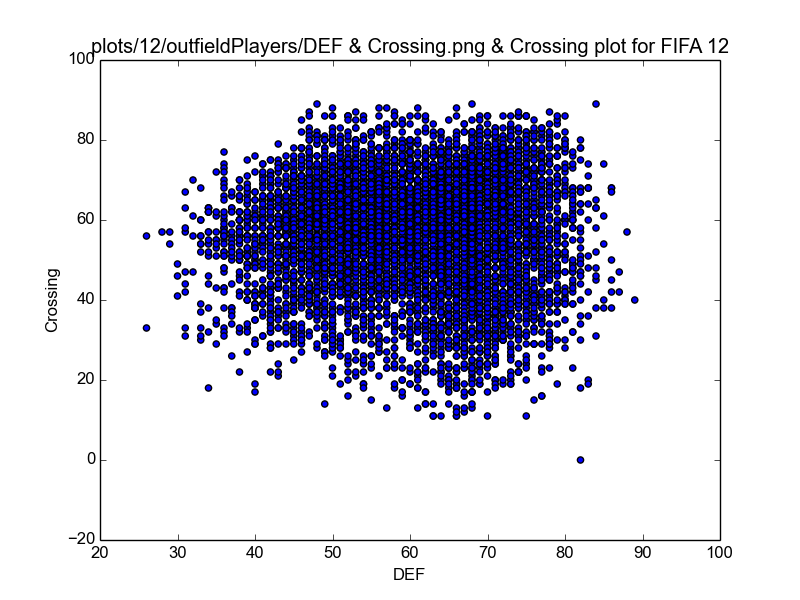 plots/12/outfieldPlayers/DEF & Crossing.png & Crossing plot for FIFA 12
100
80
60
40
20
0
−20
Crossing
20 30 40 50 60 70 80 90 100
DEF